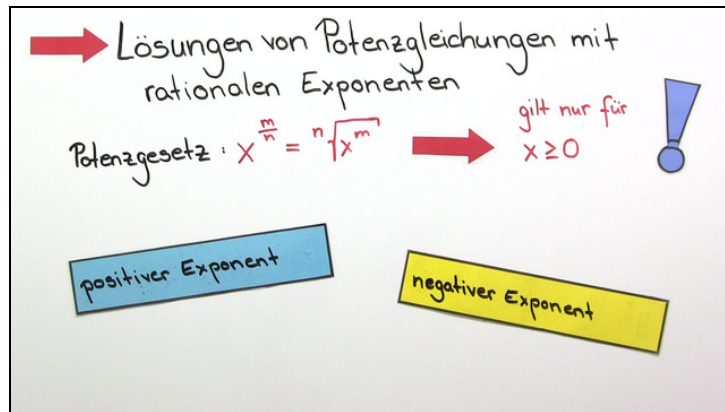 Lösungen von Potenzgleichungen mit
rationalen Exponenten
Potenzgesetz : x^(m/n) = ⁿ√(x^m)
gilt nur für
x ≥ 0
positiver Exponent
negativer Exponent